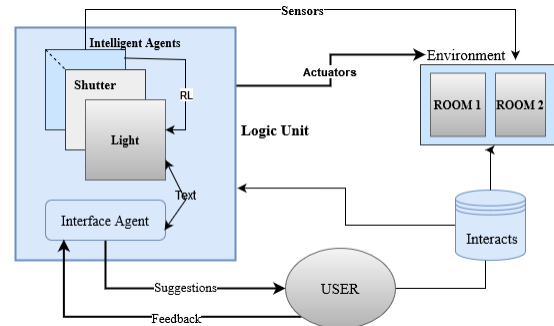 Sensors
Intelligent Agents
Environment
Actuators
Shutter
RL
ROOM 1
ROOM 2
Logic Unit
Light
Text
Interface Agent
Interacts
Suggestions
USER
Feedback